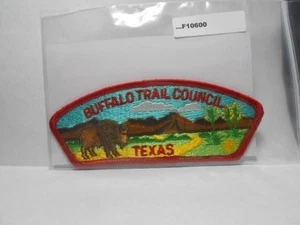 ...F10600
BUFFALO TRAIL COUNCIL
TEXAS